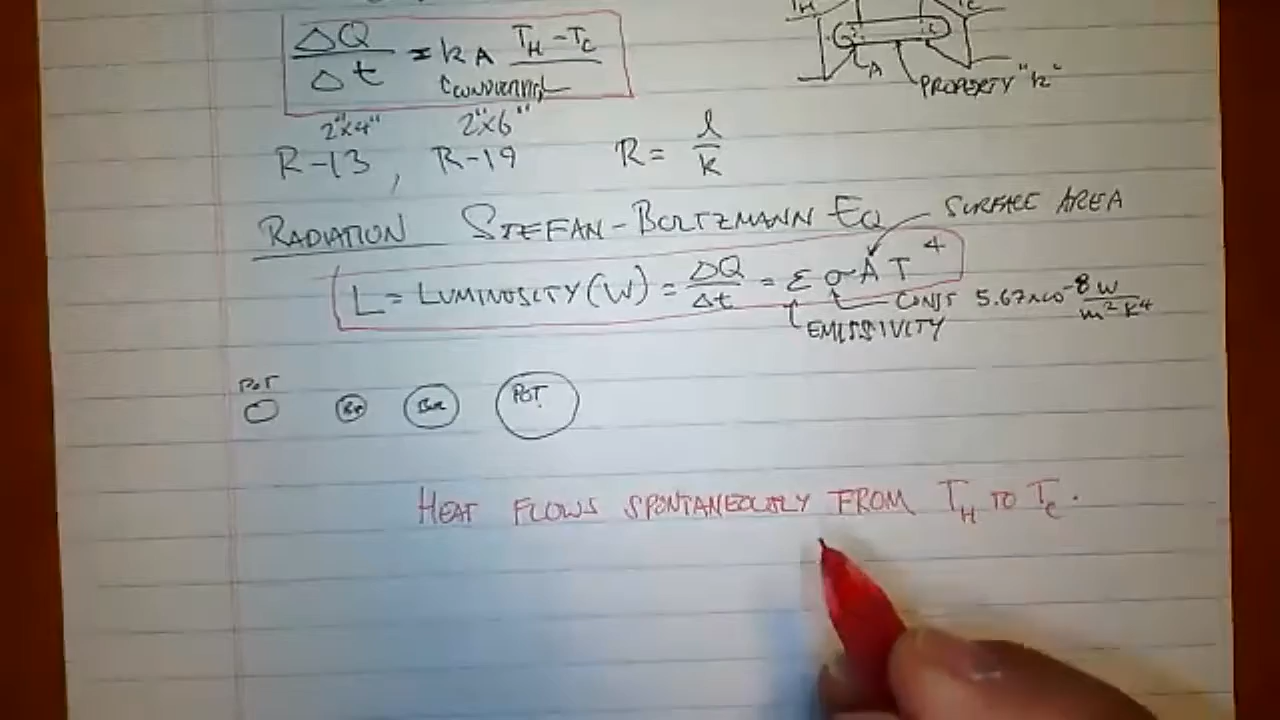 ΔQ/Δt = k A (T_H - T_C)/
T_H T_C
G C
A PROPERTY "k"
2"x4" 2"x6"
R-13, R-19 R = l/k
RADIATION STEFAN-BOLTZMANN EQ SURFACE AREA
L = LUMINOSITY (W) = ΔQ/Δt = ε σ A T^4
CONST 5.67x10^-8 W/m²K⁴
EMISSIVITY
POT
POT
HEAT FLOWS SPONTANEOUSLY FROM T_H TO T_C.